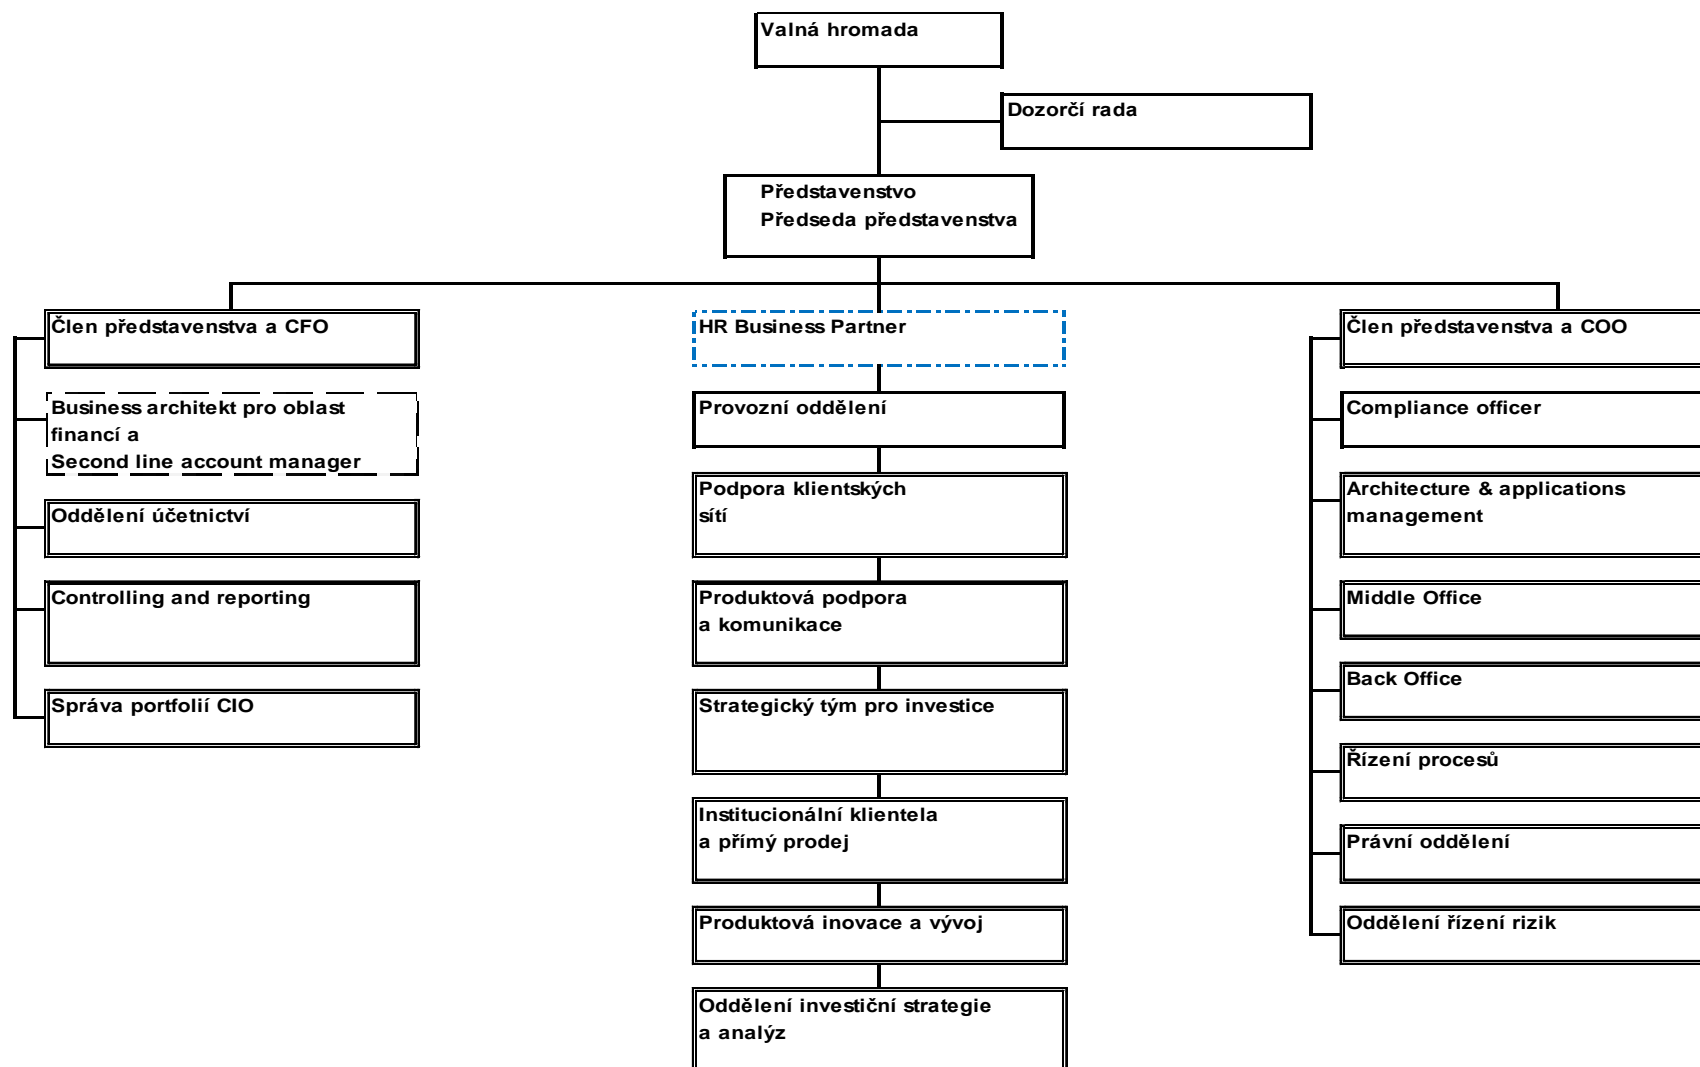 Valná hromada
Dozorčí rada
Představenstvo
Předseda představenstva
Člen představenstva a CFO
Business architekt pro oblast
financí a
Second line account manager
Oddělení účetnictví
Controlling and reporting
Správa portfolií CIO
HR Business Partner
Provozní oddělení
Podpora klientských
sítí
Produktová podpora
a komunikace
Strategický tým pro investice
Institucionální klientela
a přímý prodej
Produktová inovace a vývoj
Oddělení investiční strategie
a analýz
Člen představenstva a COO
Compliance officer
Architecture & applications
management
Middle Office
Back Office
Řízení procesů
Právní oddělení
Oddělení řízení rizik